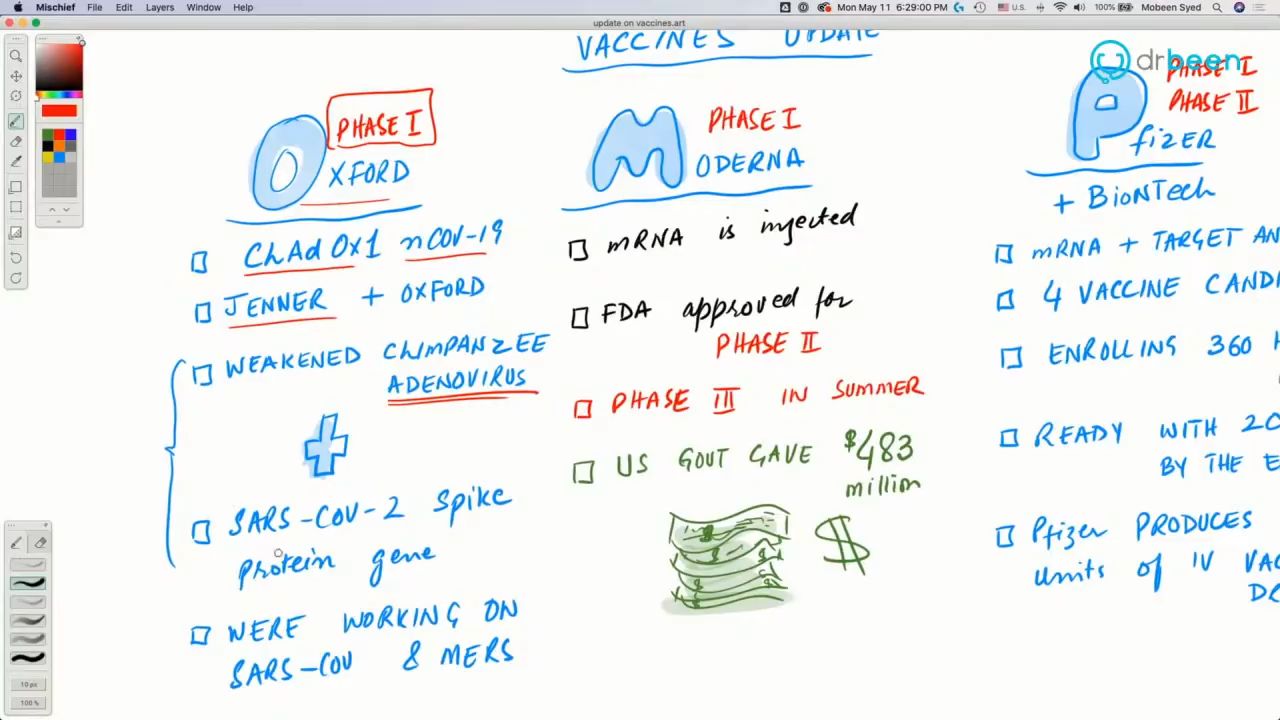 Mischief File Edit Layers Window Help
Mon May 11 6:29:00 PM U.S. 100% Mobeen Syed
update on vaccines.art
VACCINES UPDATE
drbeen
OXFORD
PHASE I
ChAdOx1 nCOV-19
JENNER + OXFORD
WEAKENED CHIMPANZEE
ADENOVIRUS
SARS-COV-2 Spike
Protein gene
WERE WORKING ON
SARS-COV & MERS
MODERNA
PHASE I
mRNA is injected
FDA approved for
PHASE II
PHASE III IN SUMMER
US GOVT GAVE $483
million
$
PfizER
PHASE I
PHASE II
+ BioNTech
mRNA + TARGET AN
4 VACCINE CANDI
ENROLLING 360 H
READY WITH 20
BY THE E
Pfizer PRODUCES
units of IV VAC
DO
10 px
100 %